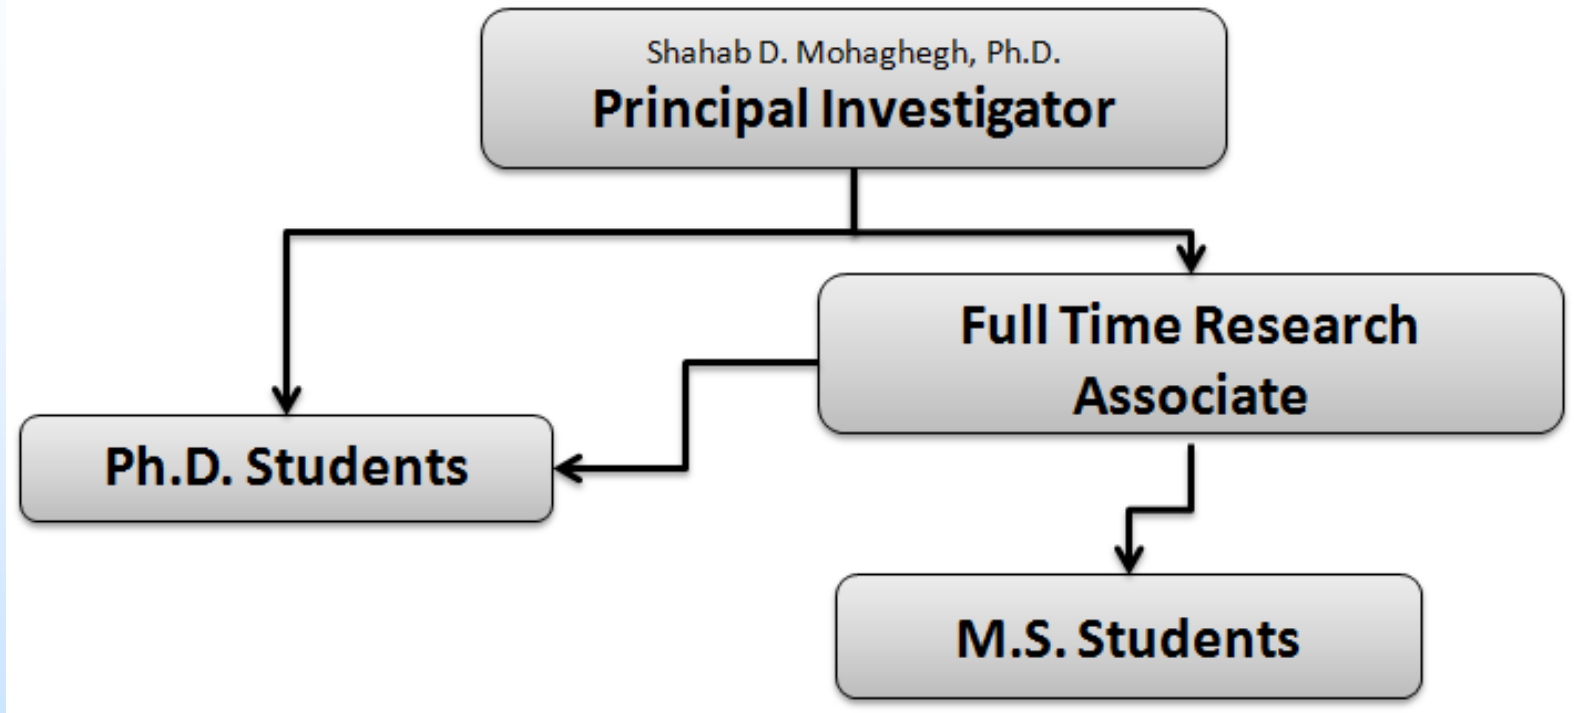 Shahab D. Mohaghegh, Ph.D.
Principal Investigator
Full Time Research
Associate
Ph.D. Students
M.S. Students